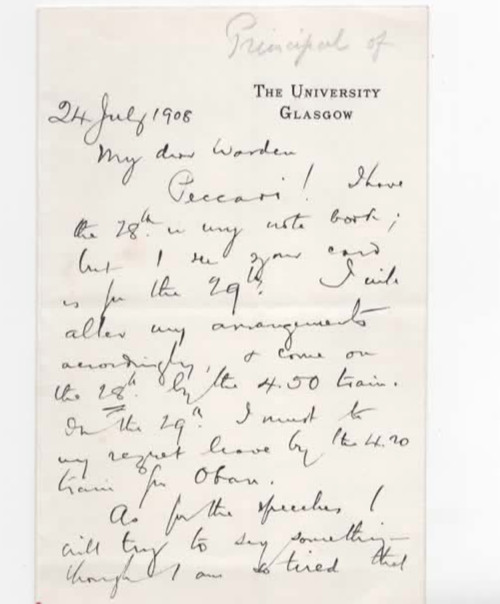 Principal of
THE UNIVERSITY
GLASGOW
24 July 1908
My dear Warden
Peccavi! I have
the 28th. in my note book;
but I see your card
is for the 29th. I will
alter my arrangements
accordingly, & come on
the 28th. by the 4.50 train.
On the 29th. I must to
my regret leave by the 4.20
train for Oban.
As for the speeches I
will try to say something
though I am so tired that